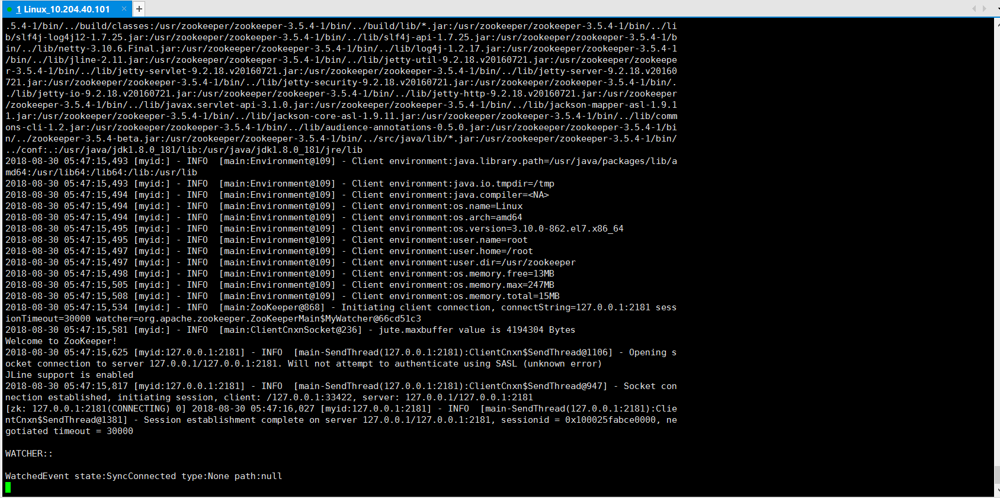 1 Linux_10.204.40.101 × +
.5.4-1/bin/../build/classes:/usr/zookeeper/zookeeper-3.5.4-1/bin/../build/lib/*.jar:/usr/zookeeper/zookeeper-3.5.4-1/bin/../li
b/slf4j-log4j12-1.7.25.jar:/usr/zookeeper/zookeeper-3.5.4-1/bin/../lib/slf4j-api-1.7.25.jar:/usr/zookeeper/zookeeper-3.5.4-1/b
in/../lib/netty-3.10.6.Final.jar:/usr/zookeeper/zookeeper-3.5.4-1/bin/../lib/log4j-1.2.17.jar:/usr/zookeeper/zookeeper-3.5.4-1
/bin/../lib/jline-2.11.jar:/usr/zookeeper/zookeeper-3.5.4-1/bin/../lib/jetty-util-9.2.18.v20160721.jar:/usr/zookeeper/zookeepe
r-3.5.4-1/bin/../lib/jetty-servlet-9.2.18.v20160721.jar:/usr/zookeeper/zookeeper-3.5.4-1/bin/../lib/jetty-server-9.2.18.v20160
721.jar:/usr/zookeeper/zookeeper-3.5.4-1/bin/../lib/jetty-security-9.2.18.v20160721.jar:/usr/zookeeper/zookeeper-3.5.4-1/bin/.
./lib/jetty-io-9.2.18.v20160721.jar:/usr/zookeeper/zookeeper-3.5.4-1/bin/../lib/jetty-http-9.2.18.v20160721.jar:/usr/zookeeper
/zookeeper-3.5.4-1/bin/../lib/javax.servlet-api-3.1.0.jar:/usr/zookeeper/zookeeper-3.5.4-1/bin/../lib/jackson-mapper-asl-1.9.1
1.jar:/usr/zookeeper/zookeeper-3.5.4-1/bin/../lib/jackson-core-asl-1.9.11.jar:/usr/zookeeper/zookeeper-3.5.4-1/bin/../lib/comm
ons-cli-1.2.jar:/usr/zookeeper/zookeeper-3.5.4-1/bin/../lib/audience-annotations-0.5.0.jar:/usr/zookeeper/zookeeper-3.5.4-1/bi
n/../zookeeper-3.5.4-beta.jar:/usr/zookeeper/zookeeper-3.5.4-1/bin/../src/java/lib/*.jar:/usr/zookeeper/zookeeper-3.5.4-1/bin/
../conf:.:/usr/java/jdk1.8.0_181/lib:/usr/java/jdk1.8.0_181/jre/lib
2018-08-30 05:47:15,493 [myid:] - INFO  [main:Environment@109] - Client environment:java.library.path=/usr/java/packages/lib/a
md64:/usr/lib64:/lib64:/lib:/usr/lib
2018-08-30 05:47:15,493 [myid:] - INFO  [main:Environment@109] - Client environment:java.io.tmpdir=/tmp
2018-08-30 05:47:15,494 [myid:] - INFO  [main:Environment@109] - Client environment:java.compiler=<NA>
2018-08-30 05:47:15,494 [myid:] - INFO  [main:Environment@109] - Client environment:os.name=Linux
2018-08-30 05:47:15,494 [myid:] - INFO  [main:Environment@109] - Client environment:os.arch=amd64
2018-08-30 05:47:15,495 [myid:] - INFO  [main:Environment@109] - Client environment:os.version=3.10.0-862.el7.x86_64
2018-08-30 05:47:15,495 [myid:] - INFO  [main:Environment@109] - Client environment:user.name=root
2018-08-30 05:47:15,497 [myid:] - INFO  [main:Environment@109] - Client environment:user.home=/root
2018-08-30 05:47:15,497 [myid:] - INFO  [main:Environment@109] - Client environment:user.dir=/usr/zookeeper
2018-08-30 05:47:15,498 [myid:] - INFO  [main:Environment@109] - Client environment:os.memory.free=13MB
2018-08-30 05:47:15,505 [myid:] - INFO  [main:Environment@109] - Client environment:os.memory.max=247MB
2018-08-30 05:47:15,508 [myid:] - INFO  [main:Environment@109] - Client environment:os.memory.total=15MB
2018-08-30 05:47:15,534 [myid:] - INFO  [main:ZooKeeper@868] - Initiating client connection, connectString=127.0.0.1:2181 sess
ionTimeout=30000 watcher=org.apache.zookeeper.ZooKeeperMain$MyWatcher@66cd51c3
2018-08-30 05:47:15,581 [myid:] - INFO  [main:ClientCnxnSocket@236] - jute.maxbuffer value is 4194304 Bytes
Welcome to ZooKeeper!
2018-08-30 05:47:15,625 [myid:127.0.0.1:2181] - INFO  [main-SendThread(127.0.0.1:2181):ClientCnxn$SendThread@1106] - Opening s
ocket connection to server 127.0.0.1/127.0.0.1:2181. Will not attempt to authenticate using SASL (unknown error)
JLine support is enabled
2018-08-30 05:47:15,817 [myid:127.0.0.1:2181] - INFO  [main-SendThread(127.0.0.1:2181):ClientCnxn$SendThread@947] - Socket con
nection established, initiating session, client: /127.0.0.1:33422, server: 127.0.0.1/127.0.0.1:2181
[zk: 127.0.0.1:2181(CONNECTING) 0] 2018-08-30 05:47:16,027 [myid:127.0.0.1:2181] - INFO  [main-SendThread(127.0.0.1:2181):Clie
ntCnxn$SendThread@1381] - Session establishment complete on server 127.0.0.1/127.0.0.1:2181, sessionid = 0x100025fabce0000, ne
gotiated timeout = 30000
WATCHER::
WatchedEvent state:SyncConnected type:None path:null